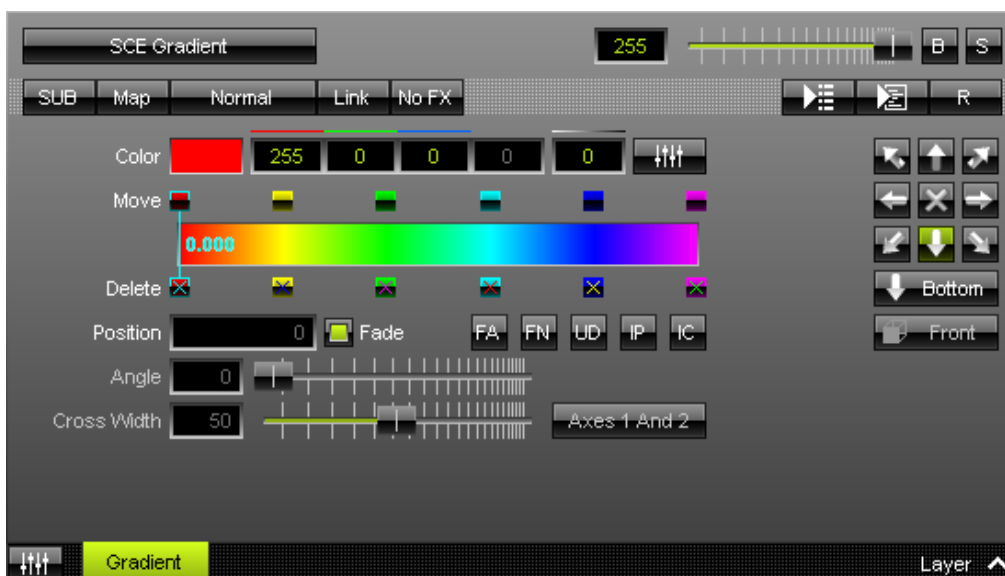 SCE Gradient 255 B S
SUB Map Normal Link No FX R
Color 255 0 0 0 0
Move
0.000
Delete
Bottom
Position 0 Fade FA FN UD IP IC
Front
Angle 0
Cross Width 50 Axes 1 And 2
Gradient Layer